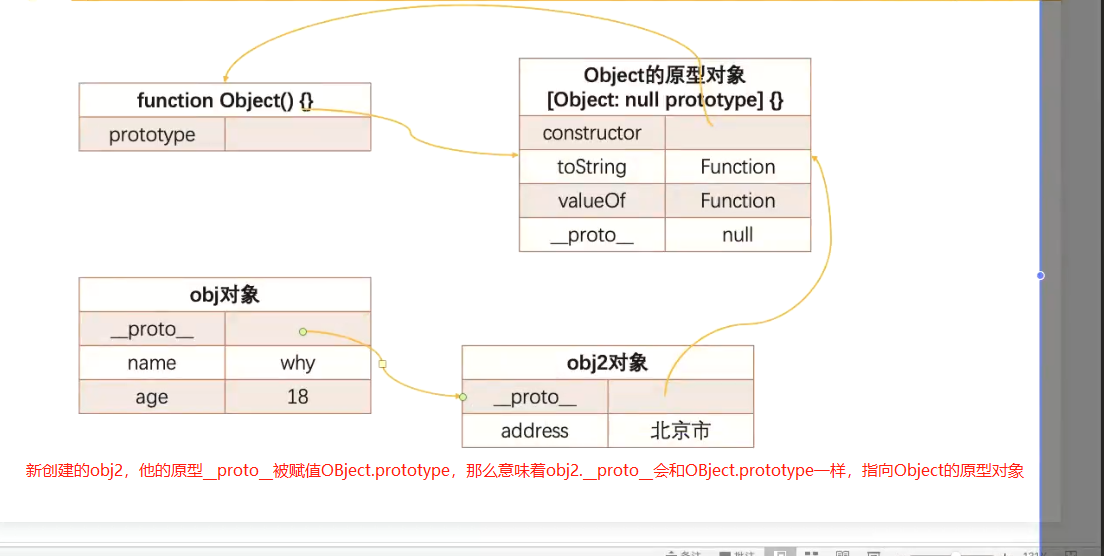 function Object() {}
prototype
Object的原型对象
[Object: null prototype] {}
constructor
toString Function
valueOf Function
__proto__ null
obj对象
__proto__
name why
age 18
obj2对象
__proto__
address 北京市
新创建的obj2，他的原型__proto__被赋值OBject.prototype，那么意味着obj2.__proto__会和OBject.prototype一样，指向Object的原型对象